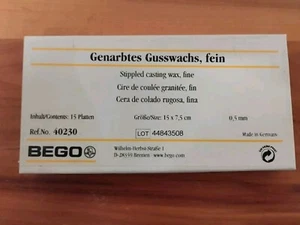 Genarbtes Gusswachs, fein
Stippled casting wax, fine
Cire de coulée granitée, fin
Cera de colado rugosa, fina
Inhalt/Contents: 15 Platten
Größe/Size: 15 x 7,5 cm
0,3 mm
Ref.No. 40230
LOT 44843508
Made in Germany
BEGO
Wilhelm-Herbst-Straße 1
D-28359 Bremen · www.bego.com